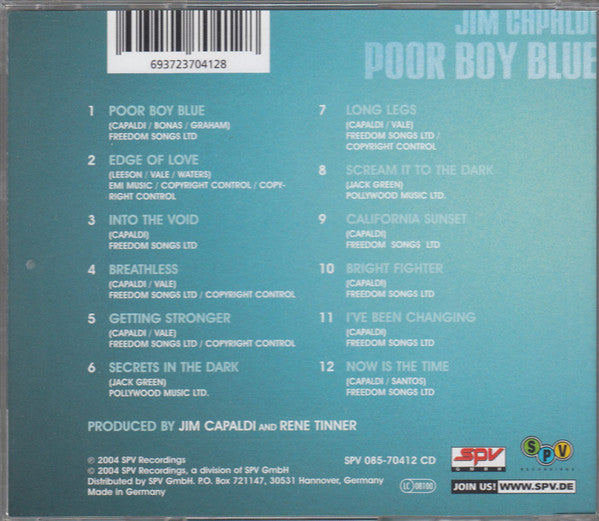 JIM CAPALDI
POOR BOY BLUE
693723704128
1 POOR BOY BLUE
(CAPALDI / BONAS / GRAHAM)
FREEDOM SONGS LTD
2 EDGE OF LOVE
(LEESON / VALE / WATERS)
EMI MUSIC / COPYRIGHT CONTROL / COPY-
RIGHT CONTROL
3 INTO THE VOID
(CAPALDI)
FREEDOM SONGS LTD
4 BREATHLESS
(CAPALDI / VALE)
FREEDOM SONGS LTD / COPYRIGHT CONTROL
5 GETTING STRONGER
(CAPALDI / VALE)
FREEDOM SONGS LTD / COPYRIGHT CONTROL
6 SECRETS IN THE DARK
(JACK GREEN)
POLLYWOOD MUSIC LTD.
7 LONG LEGS
(CAPALDI / VALE)
FREEDOM SONGS LTD /
COPYRIGHT CONTROL
8 SCREAM IT TO THE DARK
(JACK GREEN)
POLLYWOOD MUSIC LTD.
9 CALIFORNIA SUNSET
(CAPALDI)
FREEDOM SONGS LTD
10 BRIGHT FIGHTER
(CAPALDI)
FREEDOM SONGS LTD
11 I'VE BEEN CHANGING
(CAPALDI)
FREEDOM SONGS LTD
12 NOW IS THE TIME
(CAPALDI / SANTOS)
FREEDOM SONGS LTD
PRODUCED BY JIM CAPALDI AND RENE TINNER
℗ 2004 SPV Recordings
© 2004 SPV Recordings, a division of SPV GmbH
Distributed by SPV GmbH. P.O. Box 721147, 30531 Hannover, Germany
Made in Germany
SPV 085-70412 CD
LC 08100
SPV
GMBH
SPV
RECORDINGS
JOIN US! WWW.SPV.DE